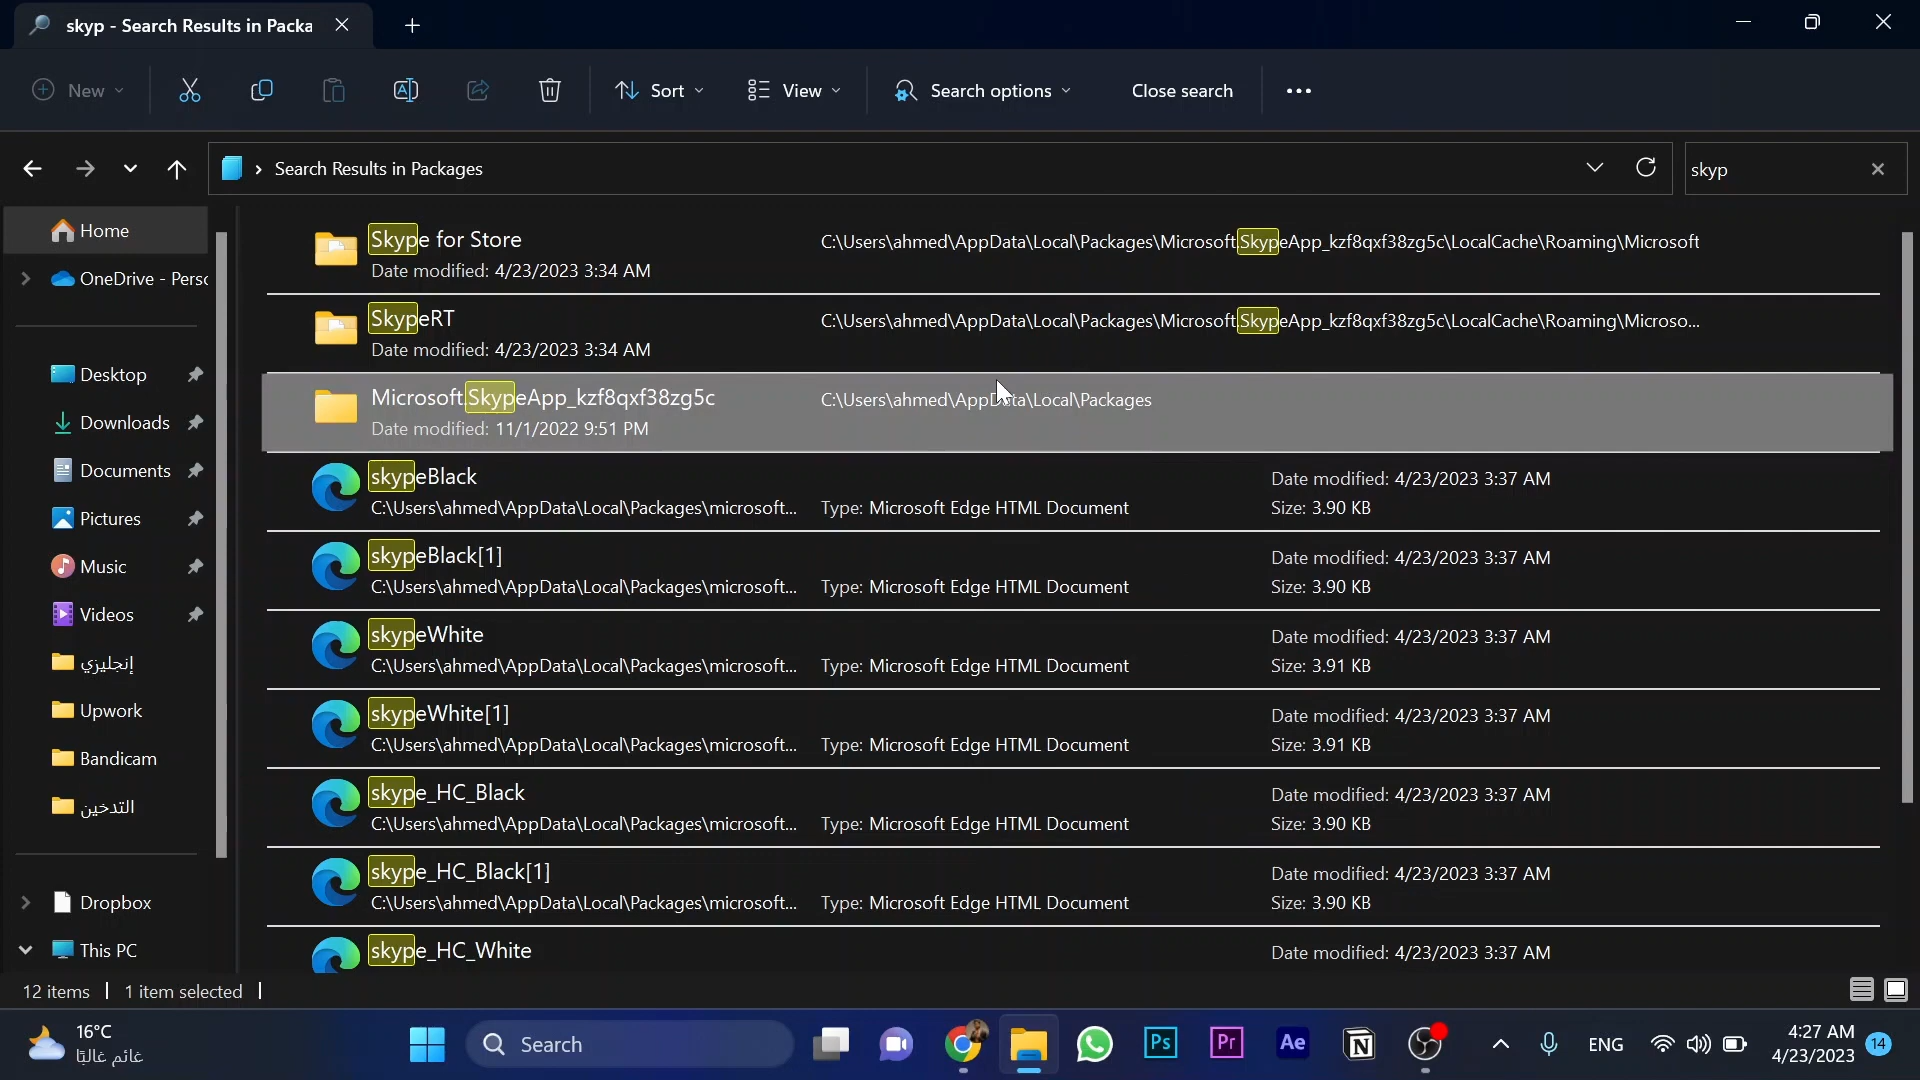 skyp - Search Results in Packa
New
Sort
View
Search options
Close search
Search Results in Packages
skyp
Home
OneDrive - Perso
Desktop
Downloads
Documents
Pictures
Music
Videos
إنجليزي
Upwork
Bandicam
التدخين
Dropbox
This PC
Skype for Store
C:\Users\ahmed\AppData\Local\Packages\Microsoft.SkypeApp_kzf8qxf38zg5c\LocalCache\Roaming\Microsoft
Date modified: 4/23/2023 3:34 AM
SkypeRT
C:\Users\ahmed\AppData\Local\Packages\Microsoft.SkypeApp_kzf8qxf38zg5c\LocalCache\Roaming\Microso...
Date modified: 4/23/2023 3:34 AM
Microsoft.SkypeApp_kzf8qxf38zg5c
C:\Users\ahmed\AppData\Local\Packages
Date modified: 11/1/2022 9:51 PM
skypeBlack
Date modified: 4/23/2023 3:37 AM
C:\Users\ahmed\AppData\Local\Packages\microsoft... Type: Microsoft Edge HTML Document Size: 3.90 KB
skypeBlack[1]
Date modified: 4/23/2023 3:37 AM
C:\Users\ahmed\AppData\Local\Packages\microsoft... Type: Microsoft Edge HTML Document Size: 3.90 KB
skypeWhite
Date modified: 4/23/2023 3:37 AM
C:\Users\ahmed\AppData\Local\Packages\microsoft... Type: Microsoft Edge HTML Document Size: 3.91 KB
skypeWhite[1]
Date modified: 4/23/2023 3:37 AM
C:\Users\ahmed\AppData\Local\Packages\microsoft... Type: Microsoft Edge HTML Document Size: 3.91 KB
skype_HC_Black
Date modified: 4/23/2023 3:37 AM
C:\Users\ahmed\AppData\Local\Packages\microsoft... Type: Microsoft Edge HTML Document Size: 3.90 KB
skype_HC_Black[1]
Date modified: 4/23/2023 3:37 AM
C:\Users\ahmed\AppData\Local\Packages\microsoft... Type: Microsoft Edge HTML Document Size: 3.90 KB
skype_HC_White
Date modified: 4/23/2023 3:37 AM
12 items
1 item selected
16°C
غائم غالبًا
Search
Ps
Pr
Ae
ENG
4:27 AM
4/23/2023
14